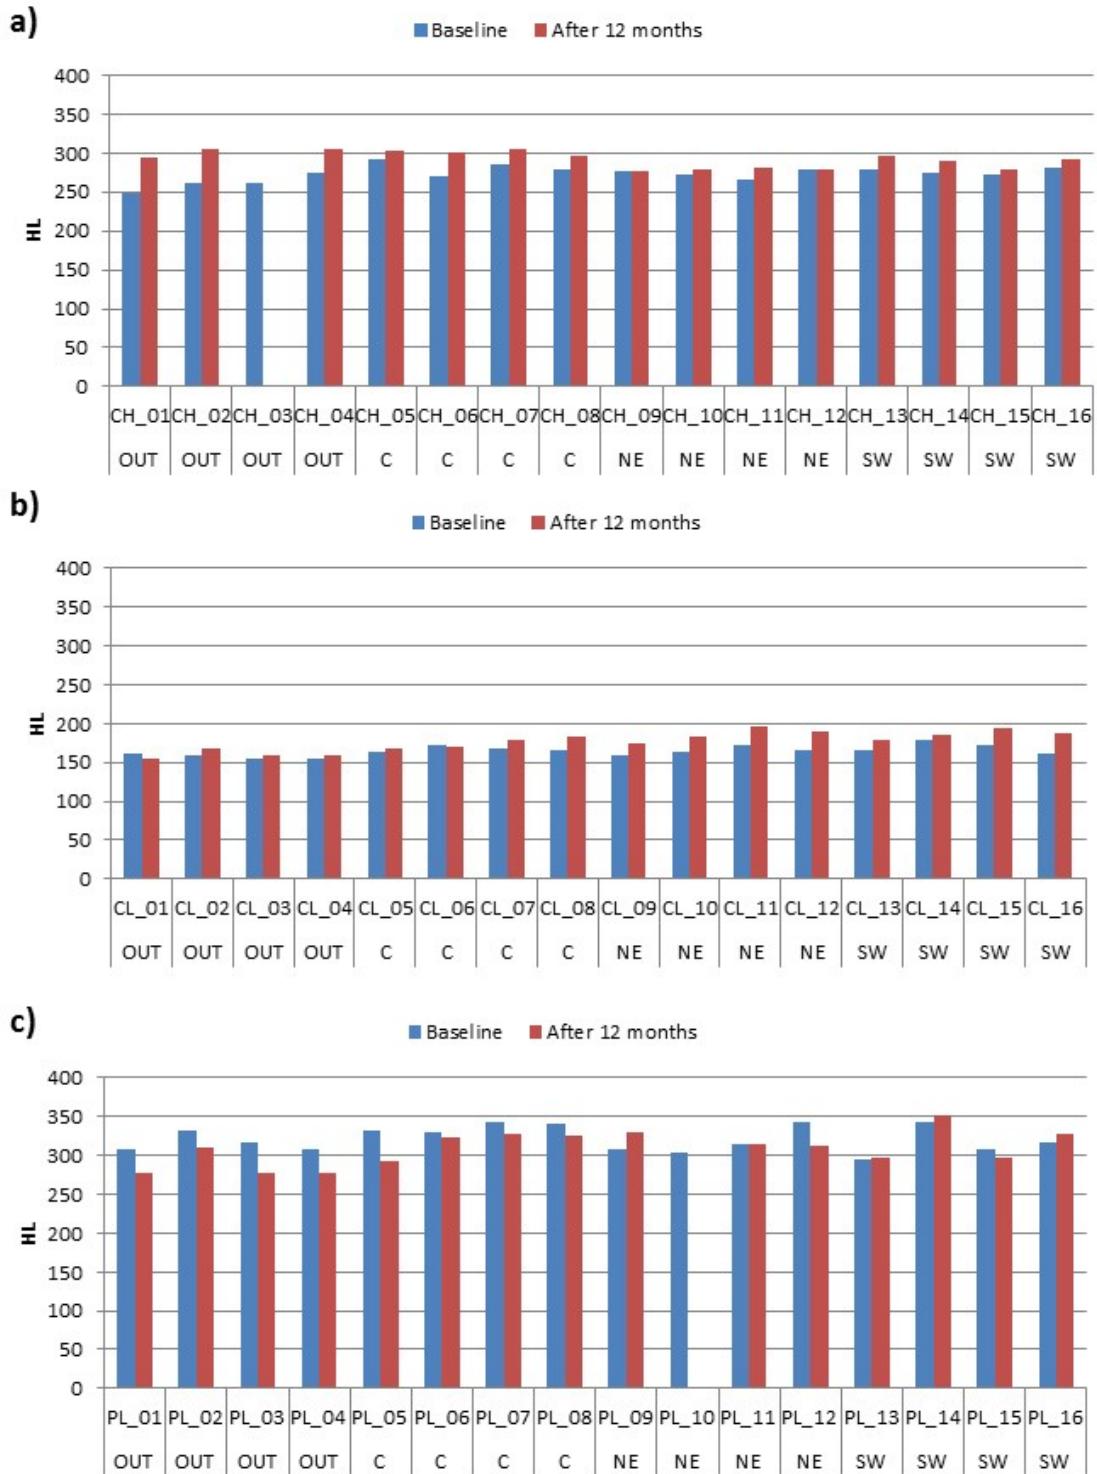 a)
Baseline After 12 months
400
350
300
250
200
150
100
50
0
HL
CH_01 CH_02 CH_03 CH_04 CH_05 CH_06 CH_07 CH_08 CH_09 CH_10 CH_11 CH_12 CH_13 CH_14 CH_15 CH_16
OUT OUT OUT OUT C C C C NE NE NE NE SW SW SW SW
b)
Baseline After 12 months
400
350
300
250
200
150
100
50
0
HL
CL_01 CL_02 CL_03 CL_04 CL_05 CL_06 CL_07 CL_08 CL_09 CL_10 CL_11 CL_12 CL_13 CL_14 CL_15 CL_16
OUT OUT OUT OUT C C C C NE NE NE NE SW SW SW SW
c)
Baseline After 12 months
400
350
300
250
200
150
100
50
0
HL
PL_01 PL_02 PL_03 PL_04 PL_05 PL_06 PL_07 PL_08 PL_09 PL_10 PL_11 PL_12 PL_13 PL_14 PL_15 PL_16
OUT OUT OUT OUT C C C C NE NE NE NE SW SW SW SW